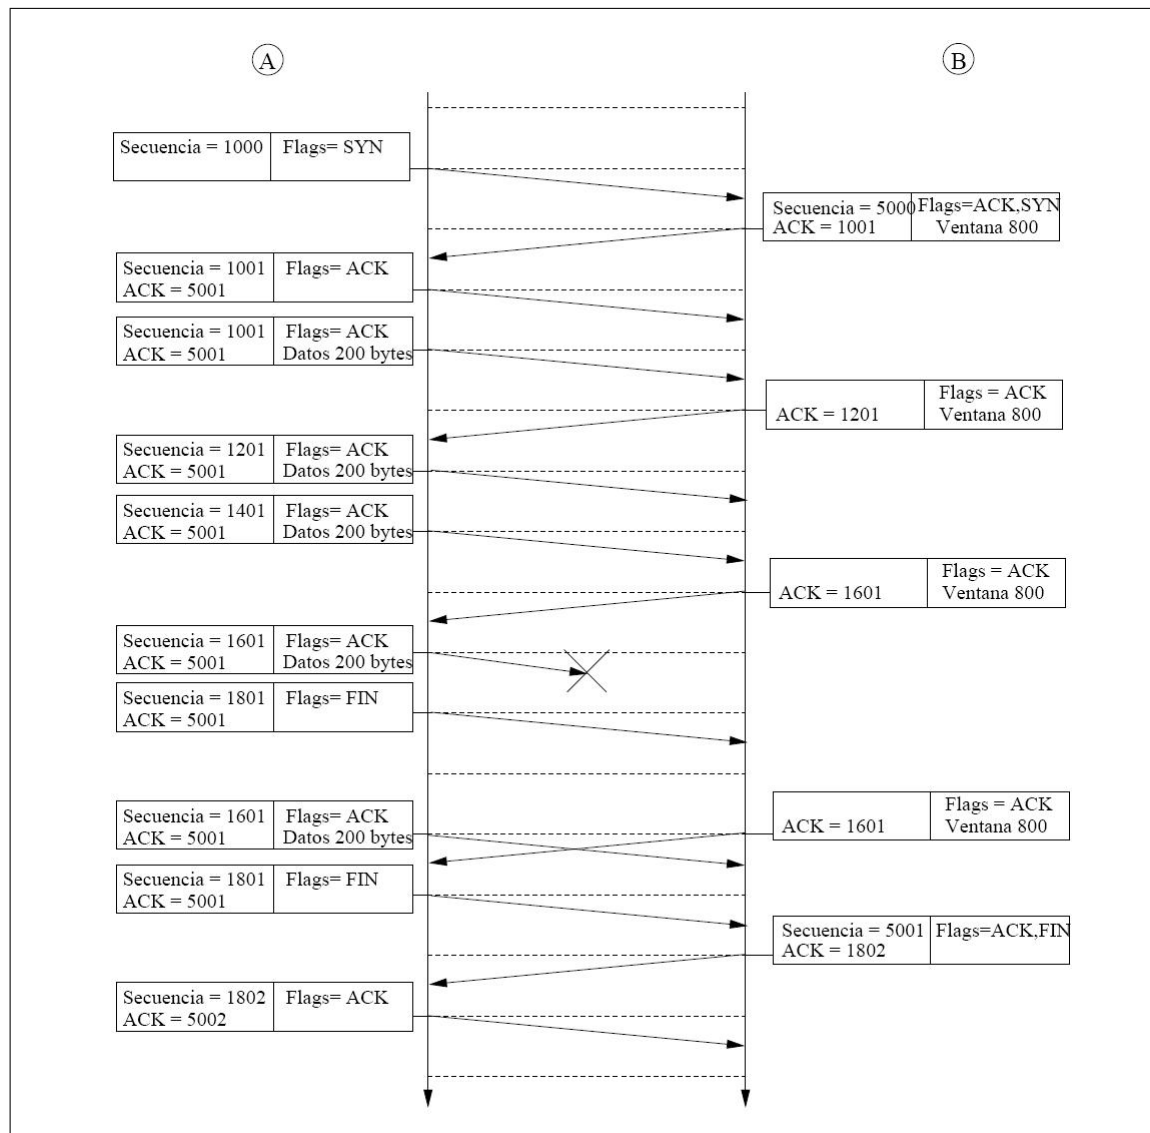 A
B
Secuencia = 1000
Flags= SYN
Secuencia = 5000
Flags=ACK,SYN
ACK = 1001
Ventana 800
Secuencia = 1001
Flags= ACK
ACK = 5001
Secuencia = 1001
Flags= ACK
ACK = 5001
Datos 200 bytes
Flags = ACK
ACK = 1201
Ventana 800
Secuencia = 1201
Flags= ACK
ACK = 5001
Datos 200 bytes
Secuencia = 1401
Flags= ACK
ACK = 5001
Datos 200 bytes
Flags = ACK
ACK = 1601
Ventana 800
Secuencia = 1601
Flags= ACK
ACK = 5001
Datos 200 bytes
Secuencia = 1801
Flags= FIN
ACK = 5001
Flags = ACK
ACK = 1601
Ventana 800
Secuencia = 1601
Flags= ACK
ACK = 5001
Datos 200 bytes
Secuencia = 1801
Flags= FIN
ACK = 5001
Secuencia = 5001
Flags=ACK,FIN
ACK = 1802
Secuencia = 1802
Flags= ACK
ACK = 5002